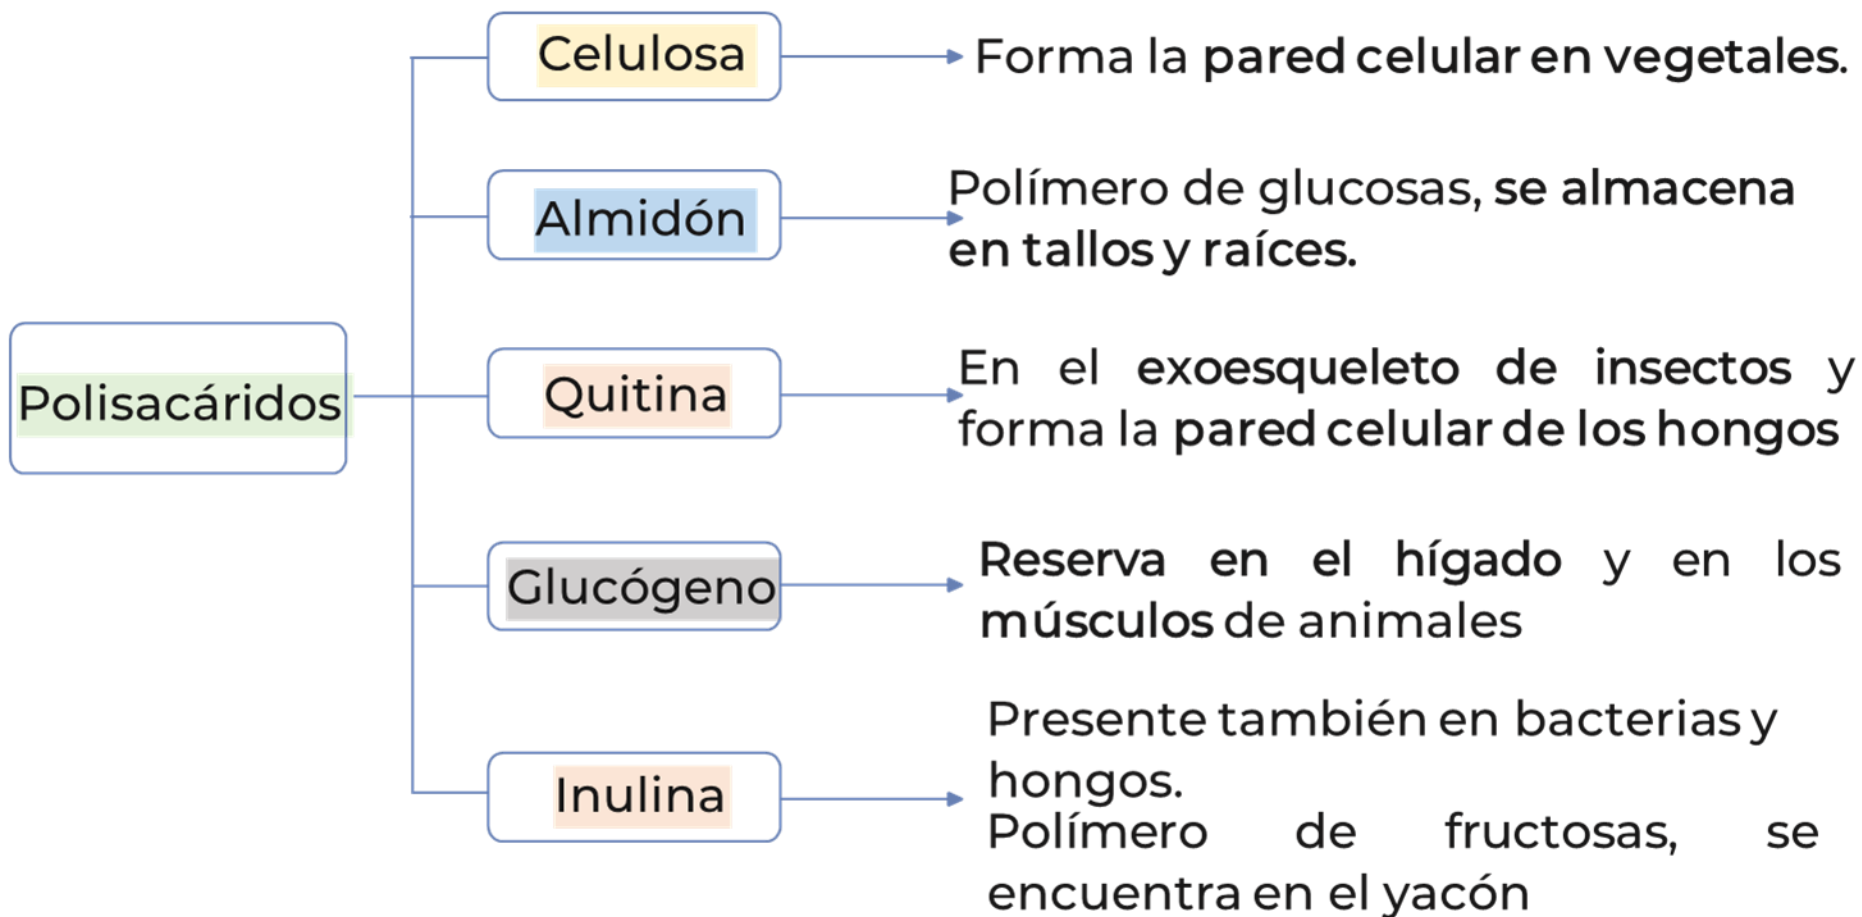 Polisacáridos
Celulosa
Forma la pared celular en vegetales.
Almidón
Polímero de glucosas, se almacena
en tallos y raíces.
Quitina
En el exoesqueleto de insectos y
forma la pared celular de los hongos
Glucógeno
Reserva en el hígado y en los
músculos de animales
Inulina
Presente también en bacterias y
hongos.
Polímero de fructosas, se
encuentra en el yacón